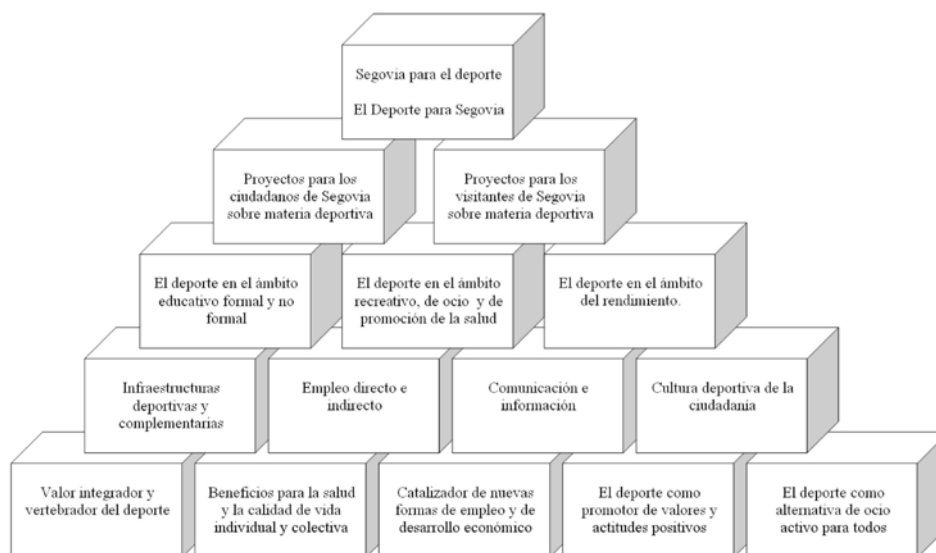 Segovia para el deporte
El Deporte para Segovia
Proyectos para los
ciudadanos de Segovia
sobre materia deportiva
Proyectos para los
visitantes de Segovia
sobre materia deportiva
El deporte en el ámbito
educativo formal y no
formal
El deporte en el ámbito
recreativo, de ocio y de
promoción de la salud
El deporte en el ámbito
del rendimiento.
Infraestructuras
deportivas y
complementarias
Empleo directo e
indirecto
Comunicación e
información
Cultura deportiva de la
ciudadanía
Valor integrador y
vertebrador del deporte
Beneficios para la salud
y la calidad de vida
individual y colectiva
Catalizador de nuevas
formas de empleo y de
desarrollo económico
El deporte como
promotor de valores y
actitudes positivos
El deporte como
alternativa de ocio
activo para todos